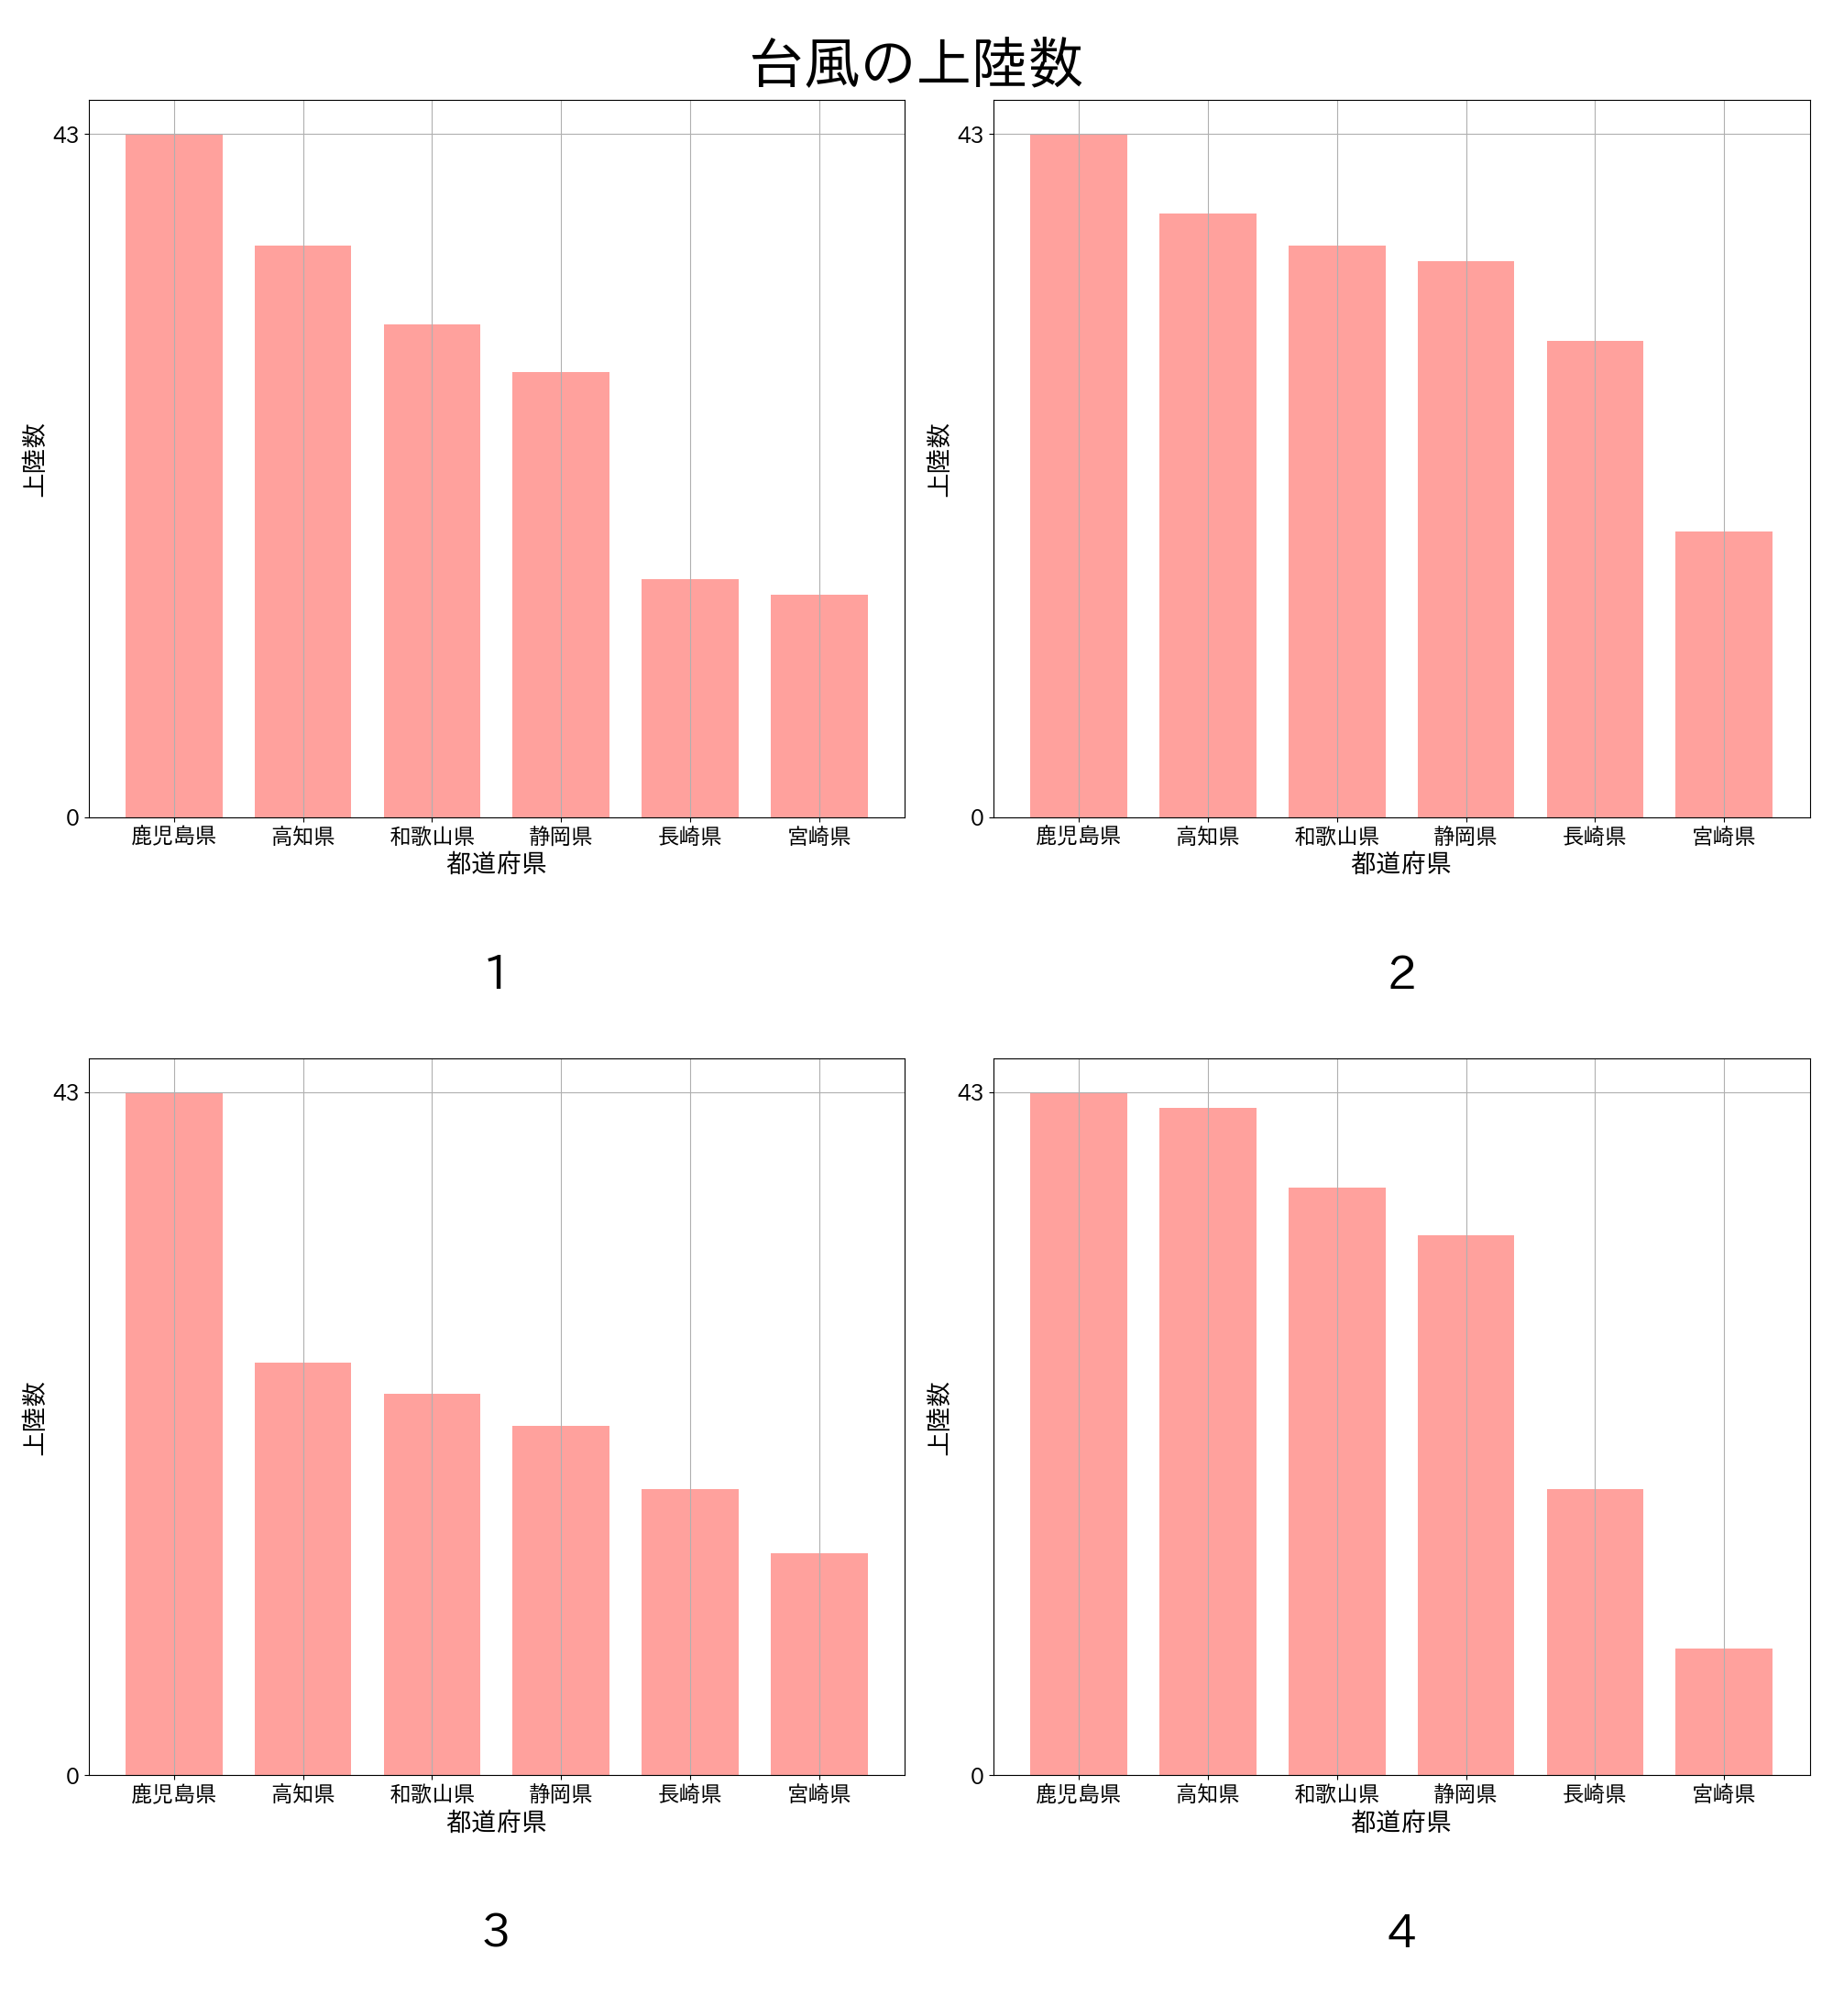 台風の上陸数
43
0
上陸数
鹿児島県 高知県 和歌山県 静岡県 長崎県 宮崎県
都道府県
1
43
0
上陸数
鹿児島県 高知県 和歌山県 静岡県 長崎県 宮崎県
都道府県
2
43
0
上陸数
鹿児島県 高知県 和歌山県 静岡県 長崎県 宮崎県
都道府県
3
43
0
上陸数
鹿児島県 高知県 和歌山県 静岡県 長崎県 宮崎県
都道府県
4